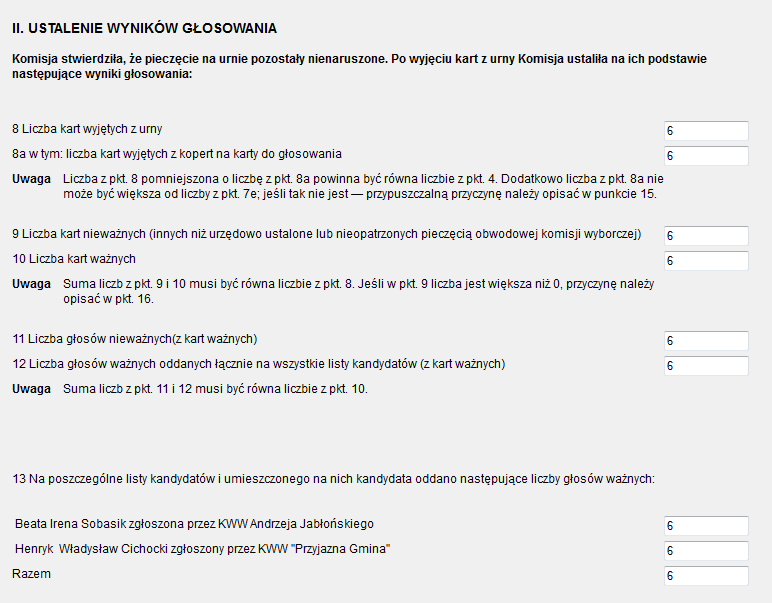 II. USTALENIE WYNIKÓW GŁOSOWANIA
Komisja stwierdziła, że pieczęcie na urnie pozostały nienaruszone. Po wyjęciu kart z urny Komisja ustaliła na ich podstawie
następujące wyniki głosowania:
8 Liczba kart wyjętych z urny 6
8a w tym: liczba kart wyjętych z kopert na karty do głosowania 6
Uwaga Liczba z pkt. 8 pomniejszona o liczbę z pkt. 8a powinna być równa liczbie z pkt. 4. Dodatkowo liczba z pkt. 8a nie
może być większa od liczby z pkt. 7e; jeśli tak nie jest — przypuszczalną przyczynę należy opisać w punkcie 15.
9 Liczba kart nieważnych (innych niż urzędowo ustalone lub nieopatrzonych pieczęcią obwodowej komisji wyborczej) 6
10 Liczba kart ważnych 6
Uwaga Suma liczb z pkt. 9 i 10 musi być równa liczbie z pkt. 8. Jeśli w pkt. 9 liczba jest większa niż 0, przyczynę należy
opisać w pkt. 16.
11 Liczba głosów nieważnych(z kart ważnych) 6
12 Liczba głosów ważnych oddanych łącznie na wszystkie listy kandydatów (z kart ważnych) 6
Uwaga Suma liczb z pkt. 11 i 12 musi być równa liczbie z pkt. 10.
13 Na poszczególne listy kandydatów i umieszczonego na nich kandydata oddano następujące liczby głosów ważnych:
Beata Irena Sobasik zgłoszona przez KWW Andrzeja Jabłońskiego 6
Henryk Władysław Cichocki zgłoszony przez KWW "Przyjazna Gmina" 6
Razem 6